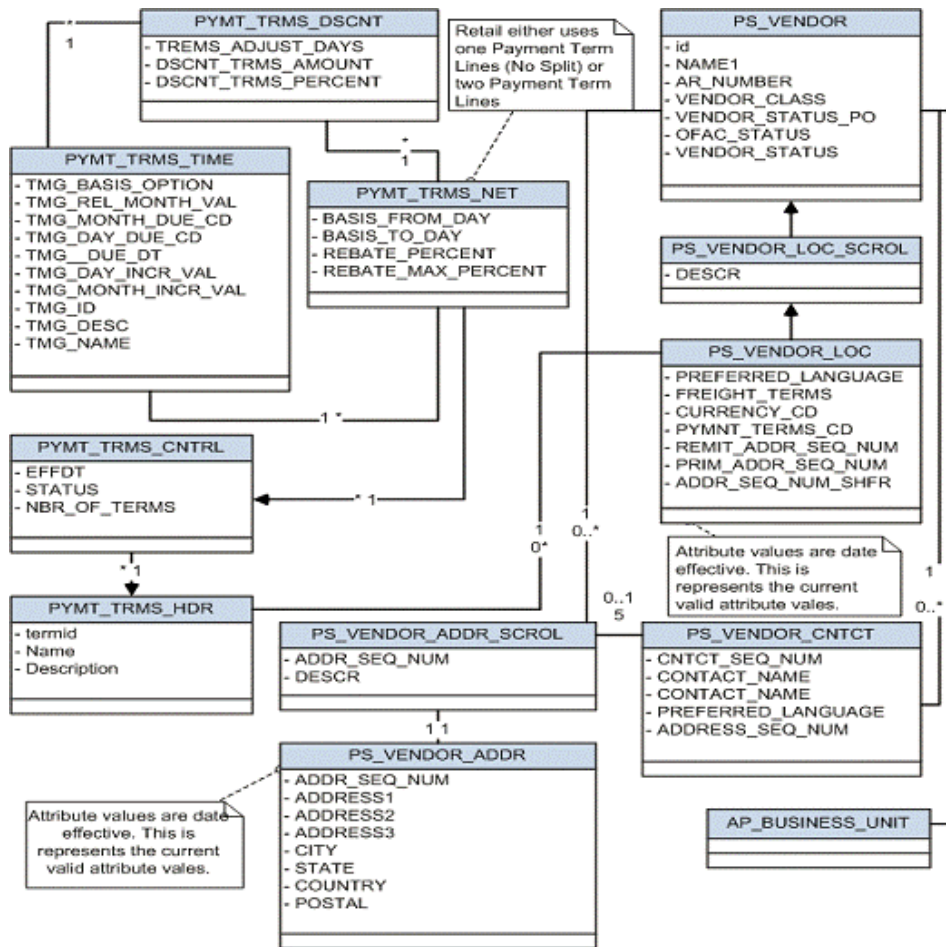 PYMT_TRMS_DSCNT
- TREMS_ADJUST_DAYS
- DSCNT_TRMS_AMOUNT
- DSCNT_TRMS_PERCENT
*
1
Retail either uses
one Payment Term
Lines (No Split) or
two Payment Term
Lines
PS_VENDOR
- id
- NAME1
- AR_NUMBER
- VENDOR_CLASS
- VENDOR_STATUS_PO
- OFAC_STATUS
- VENDOR_STATUS
*
1
PYMT_TRMS_TIME
- TMG_BASIS_OPTION
- TMG_REL_MONTH_VAL
- TMG_MONTH_DUE_CD
- TMG_DAY_DUE_CD
- TMG__DUE_DT
- TMG_DAY_INCR_VAL
- TMG_MONTH_INCR_VAL
- TMG_ID
- TMG_DESC
- TMG_NAME
PYMT_TRMS_NET
- BASIS_FROM_DAY
- BASIS_TO_DAY
- REBATE_PERCENT
- REBATE_MAX_PERCENT
PS_VENDOR_LOC_SCROL
- DESCR
PS_VENDOR_LOC
- PREFERRED_LANGUAGE
- FREIGHT_TERMS
- CURRENCY_CD
- PYMNT_TERMS_CD
- REMIT_ADDR_SEQ_NUM
- PRIM_ADDR_SEQ_NUM
- ADDR_SEQ_NUM_SHFR
1 *
PYMT_TRMS_CNTRL
- EFFDT
- STATUS
- NBR_OF_TERMS
* 1
1
0*
1
0..*
Attribute values are date
effective. This is
represents the current
valid attribute vales.
1
0..*
* 1
PYMT_TRMS_HDR
- termid
- Name
- Description
0..1
5
PS_VENDOR_ADDR_SCROL
- ADDR_SEQ_NUM
- DESCR
PS_VENDOR_CNTCT
- CNTCT_SEQ_NUM
- CONTACT_NAME
- CONTACT_NAME
- PREFERRED_LANGUAGE
- ADDRESS_SEQ_NUM
1 1
PS_VENDOR_ADDR
- ADDR_SEQ_NUM
- ADDRESS1
- ADDRESS2
- ADDRESS3
- CITY
- STATE
- COUNTRY
- POSTAL
Attribute values are date
effective. This is
represents the current
valid attribute vales.
AP_BUSINESS_UNIT